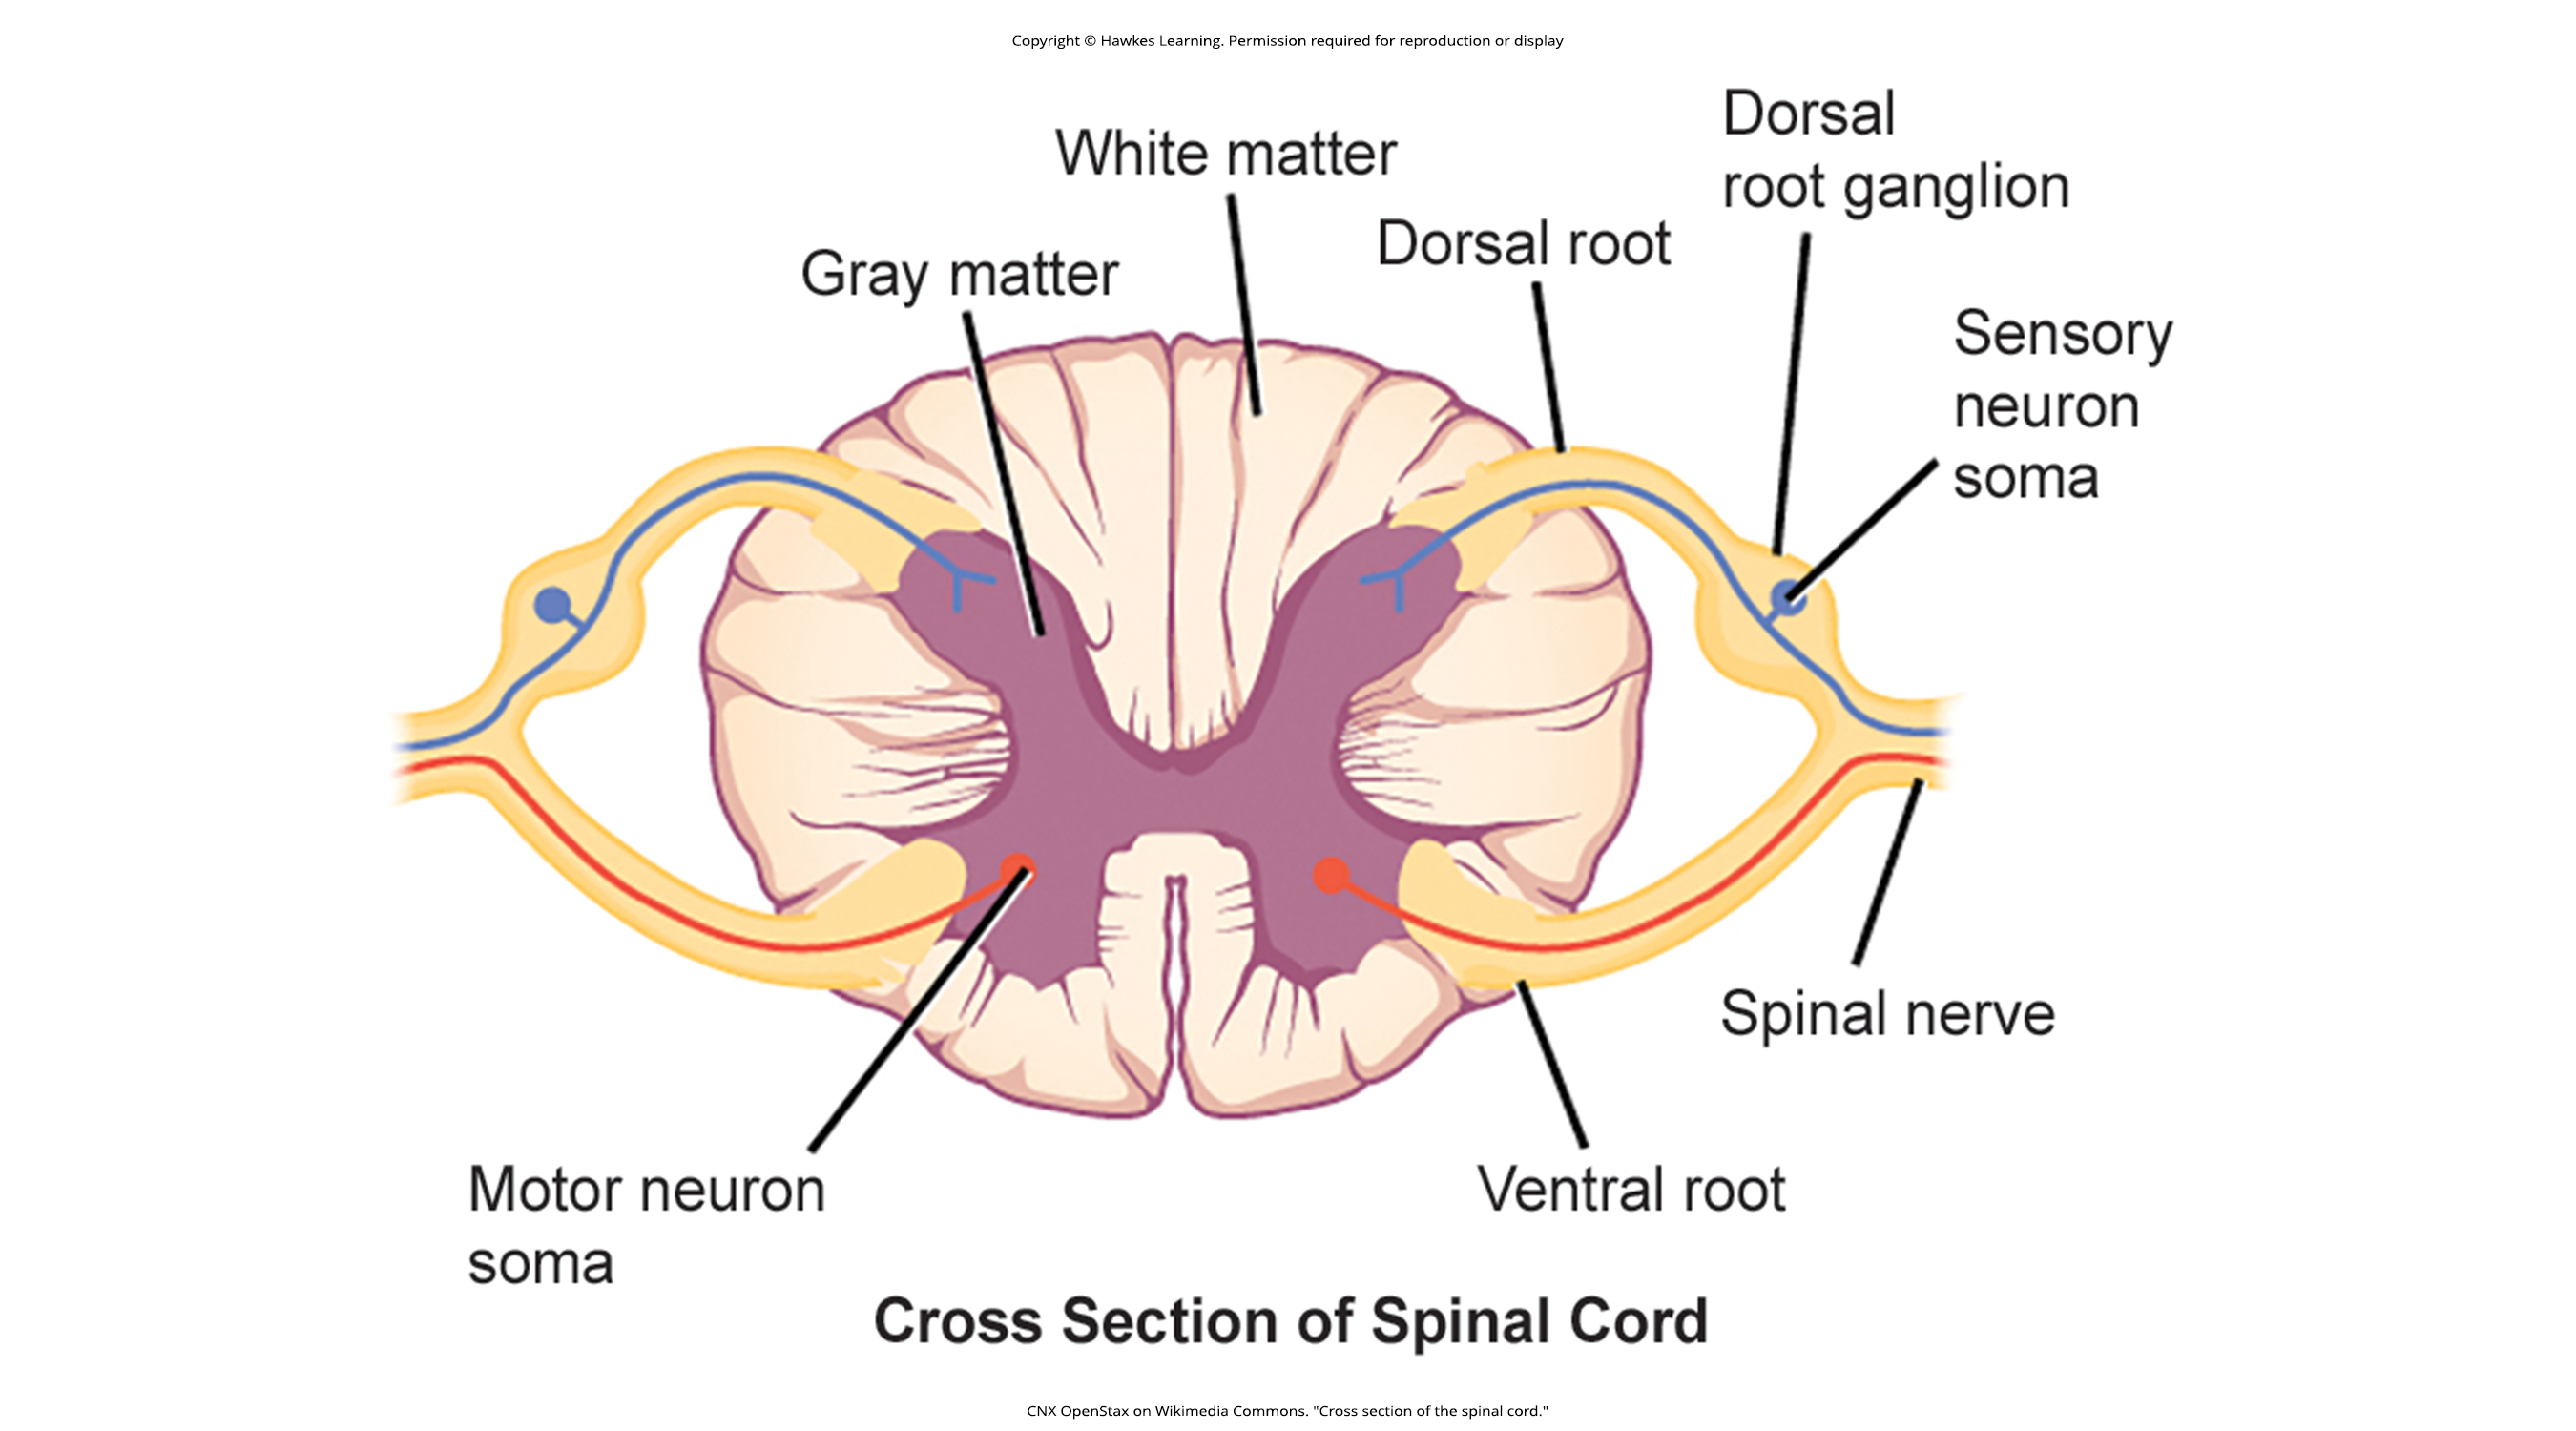 Copyright © Hawkes Learning. Permission required for reproduction or display
Dorsal
root ganglion
White matter
Dorsal root
Gray matter
Sensory
neuron
soma
Spinal nerve
Motor neuron
soma
Ventral root
Cross Section of Spinal Cord
CNX OpenStax on Wikimedia Commons. "Cross section of the spinal cord."